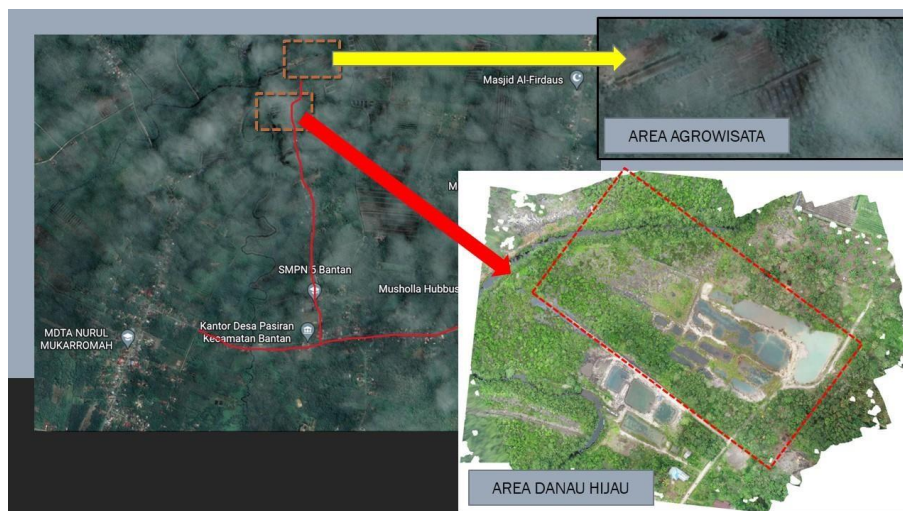 Masjid Al-Firdaus
AREA AGROWISATA
M
SMPN 5 Bantan
Musholla Hubbus
Kantor Desa Pasiran
Kecamatan Bantan
MDTA NURUL
MUKARROMAH
AREA DANAU HIJAU